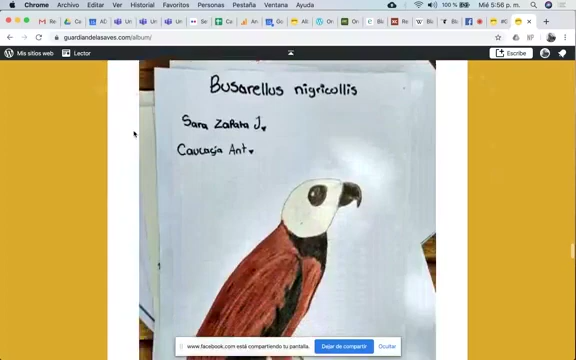 Chrome Archivo Editar Ver Historial Favoritos Personas Pestaña Ventana Ayuda
100 % Mié 5:56 p. m.
guardiandelasaves.com/album/
Mis sitios web Lector Escribe
Busarellus nigricollis
Sara Zapata J.
Caucacia Ant.
www.facebook.com está compartiendo tu pantalla. Dejar de compartir Ocultar